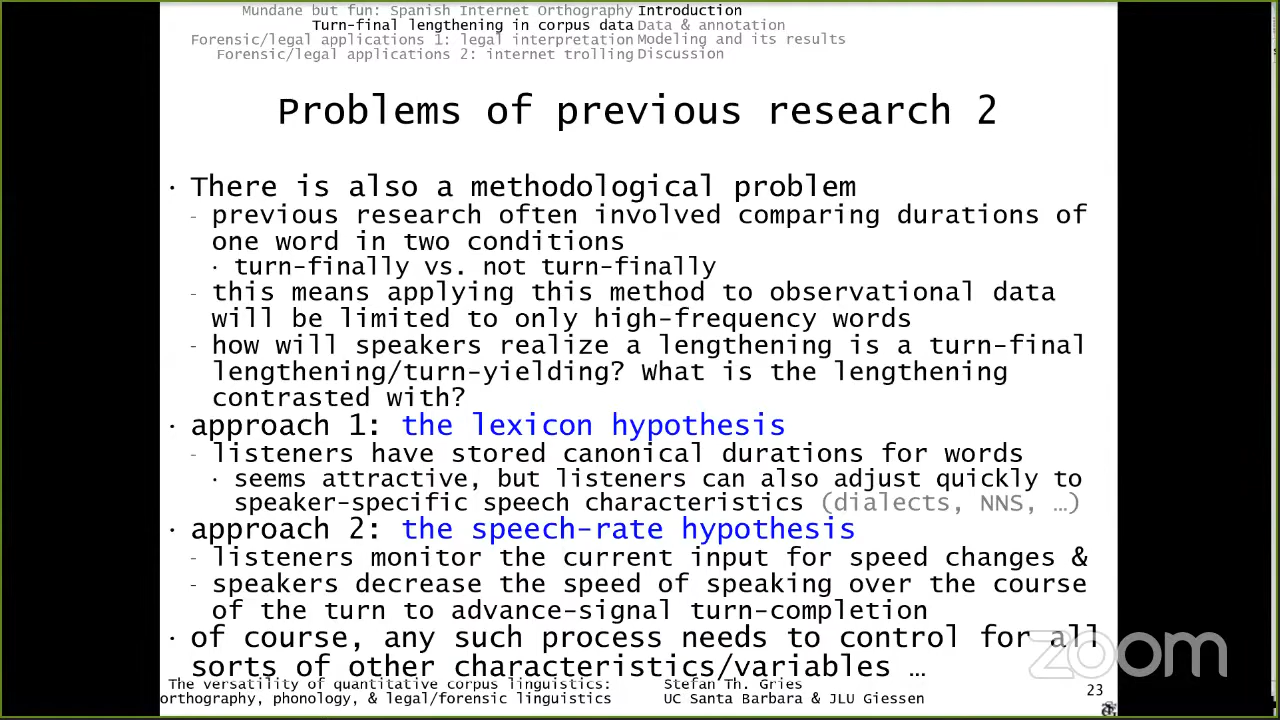 Mundane but fun: Spanish Internet Orthography Introduction
Turn-final lengthening in corpus data Data & annotation
Forensic/legal applications 1: legal interpretation Modeling and its results
Forensic/legal applications 2: internet trolling Discussion
Problems of previous research 2
· There is also a methodological problem
- previous research often involved comparing durations of
one word in two conditions
· turn-finally vs. not turn-finally
- this means applying this method to observational data
will be limited to only high-frequency words
- how will speakers realize a lengthening is a turn-final
lengthening/turn-yielding? What is the lengthening
contrasted with?
· approach 1: the lexicon hypothesis
- listeners have stored canonical durations for words
· seems attractive, but listeners can also adjust quickly to
speaker-specific speech characteristics (dialects, NNS, …)
· approach 2: the speech-rate hypothesis
- listeners monitor the current input for speed changes &
- speakers decrease the speed of speaking over the course
of the turn to advance-signal turn-completion
· of course, any such process needs to control for all
sorts of other characteristics/variables …
zoom
The versatility of quantitative corpus linguistics: Stefan Th. Gries 23
orthography, phonology, & legal/forensic linguistics UC Santa Barbara & JLU Giessen